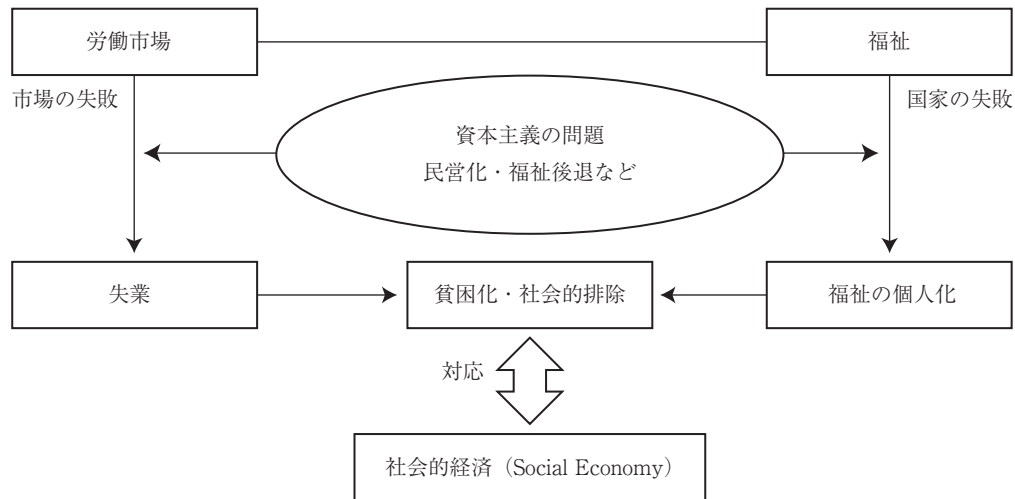 労働市場
福祉
市場の失敗
国家の失敗
資本主義の問題
民営化・福祉後退など
失業
貧困化・社会的排除
福祉の個人化
対応
社会的経済（Social Economy）